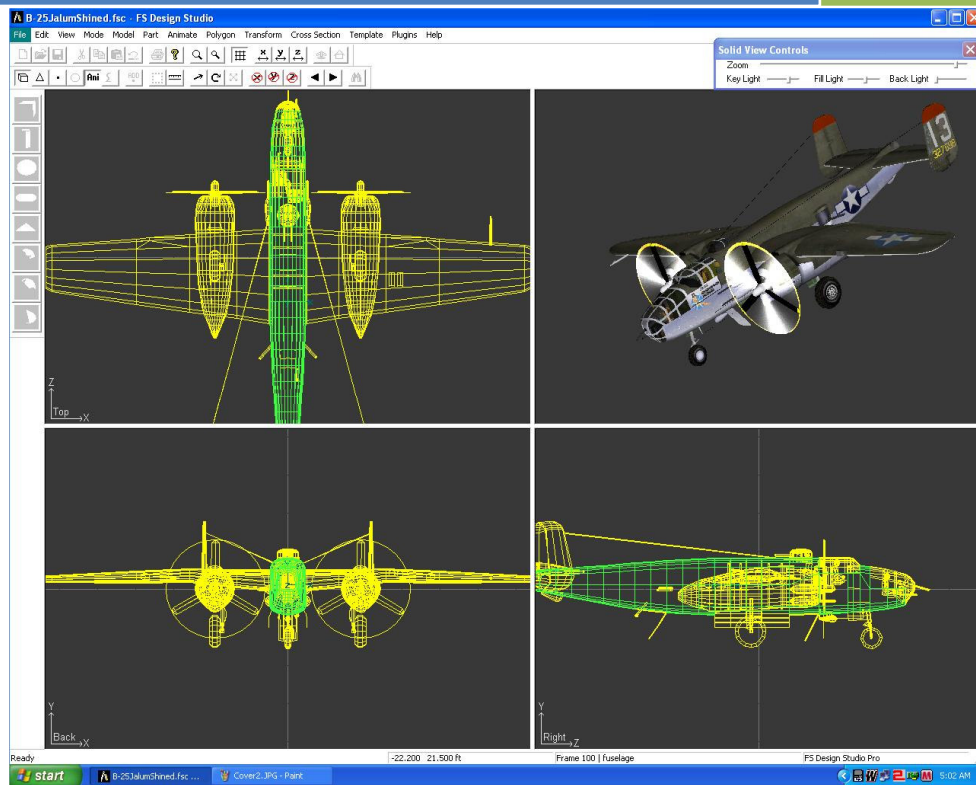 B-25JalumShined.fsc - FS Design Studio
File Edit View Mode Model Part Animate Polygon Transform Cross Section Template Plugins Help
Solid View Controls
Zoom
Key Light Fill Light Back Light
Ani
Z
Top X
13
Y
Back X
Y
Right Z
Ready -22.200 21.500 ft Frame 100 | fuselage FS Design Studio Pro
start B-25JalumShined.fsc ... Cover2.JPG - Paint 5:02 AM